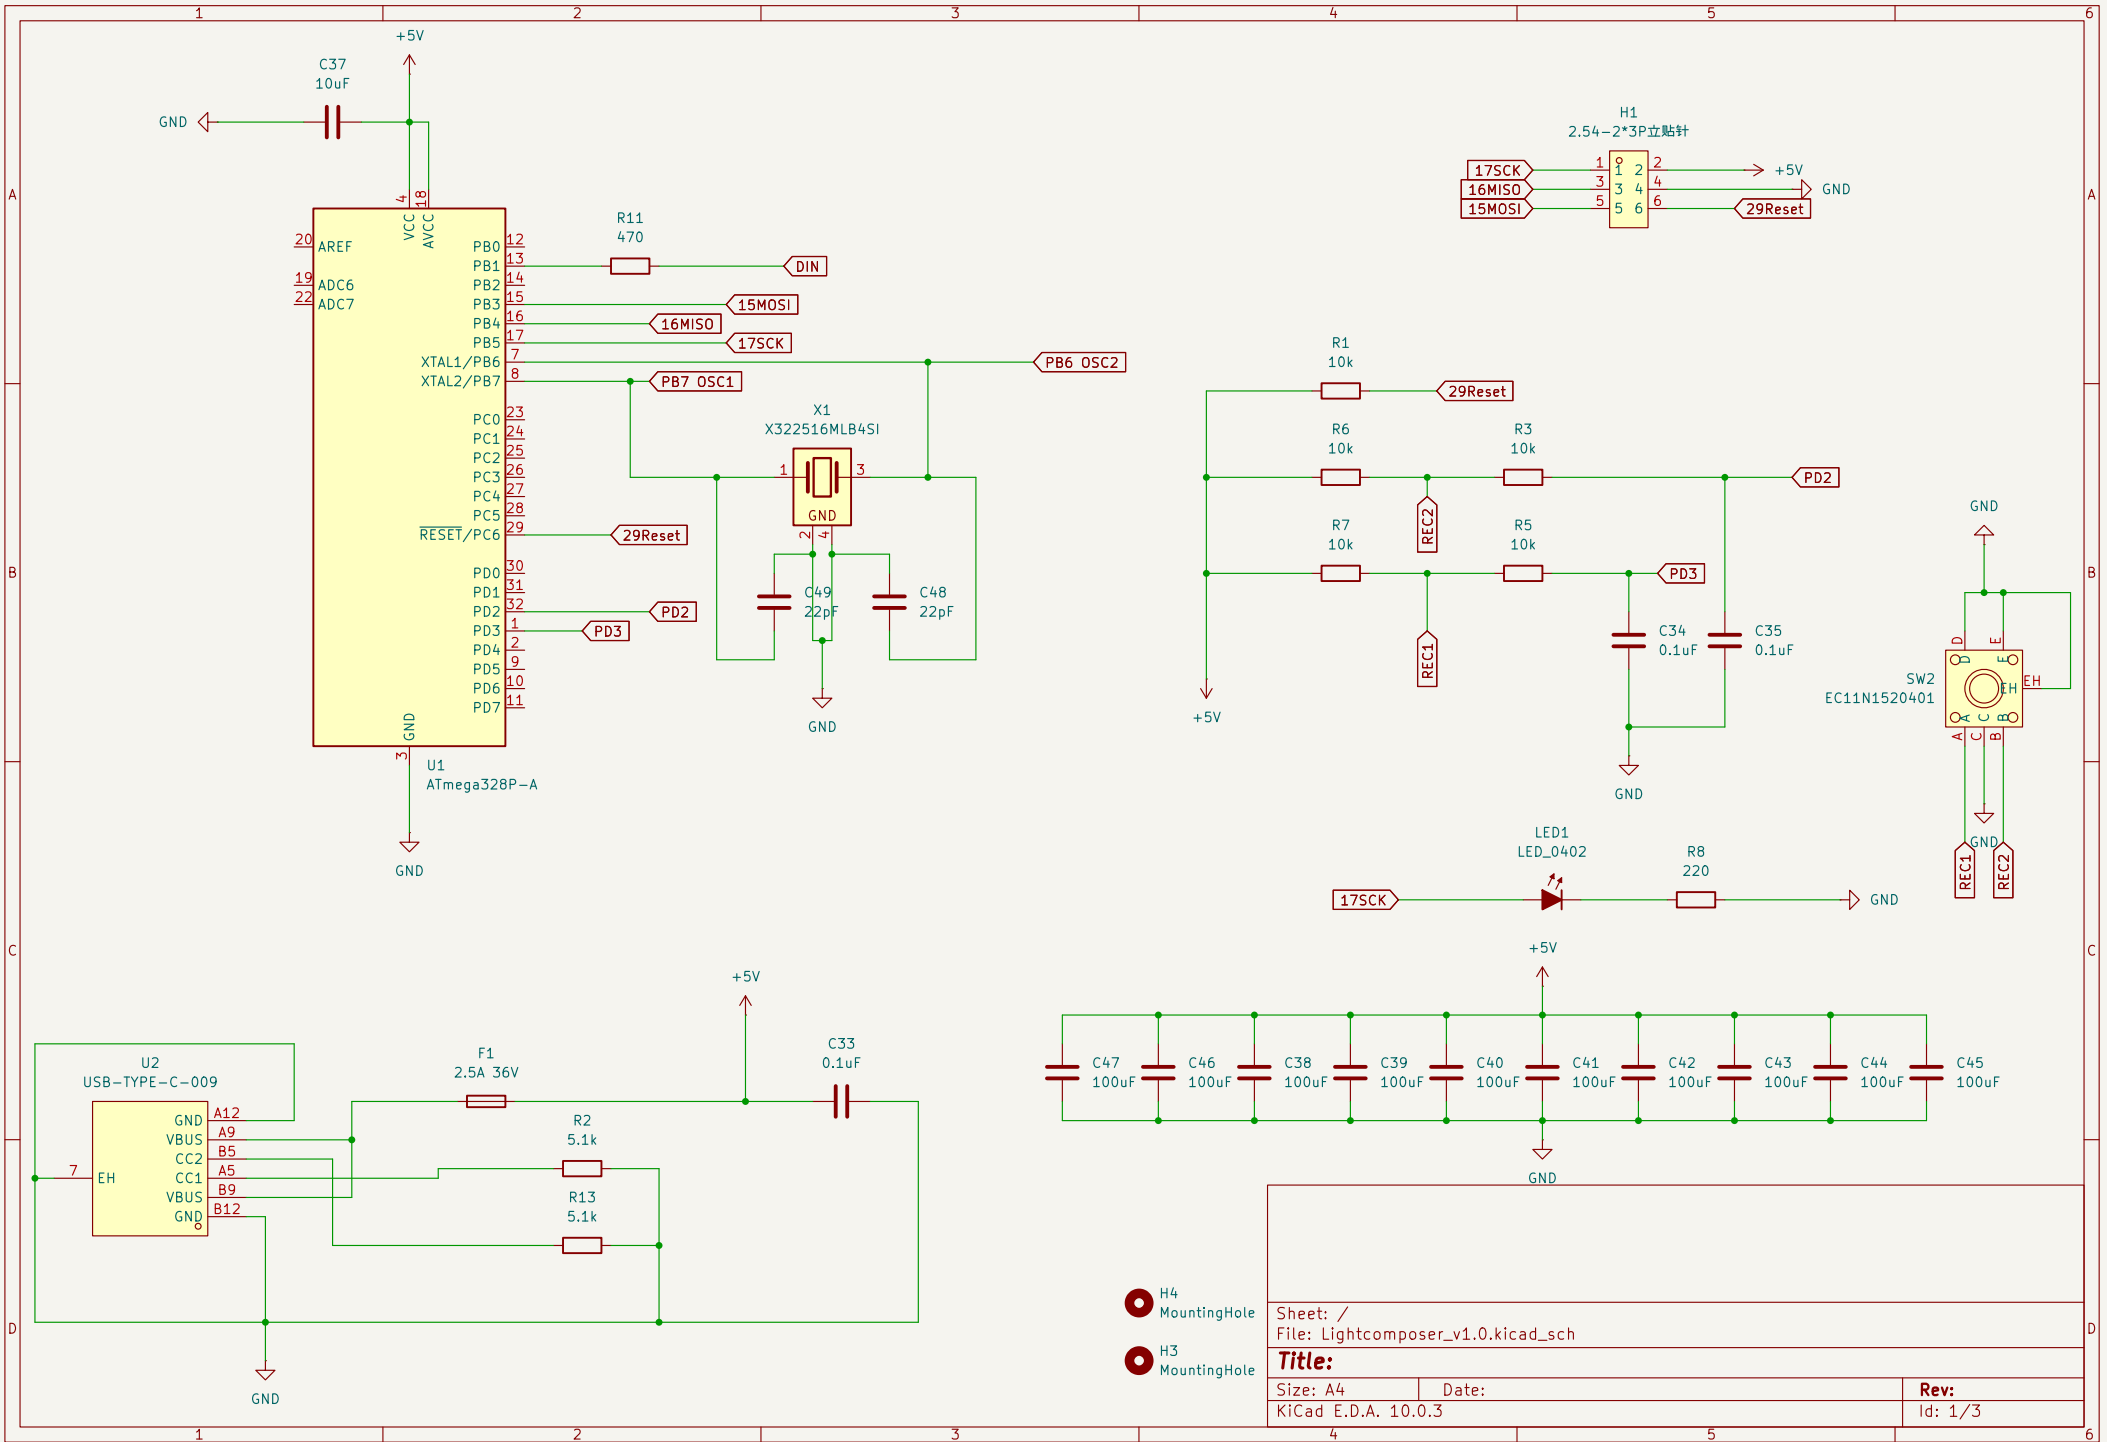 1 2 3 4 5 6
+5V
C37
10uF
GND
4 VCC
18 AVCC
20 AREF
19 ADC6
22 ADC7
PB0 12
PB1 13
PB2 14
PB3 15
PB4 16
PB5 17
XTAL1/PB6 7
XTAL2/PB7 8
PC0 23
PC1 24
PC2 25
PC3 26
PC4 27
PC5 28
RESET/PC6 29
PD0 30
PD1 31
PD2 32
PD3 1
PD4 2
PD5 9
PD6 10
PD7 11
GND
3
U1
ATmega328P-A
GND
R11
470
DIN
15MOSI
16MISO
17SCK
PB6 OSC2
PB7 OSC1
X1
X322516MLB4SI
1 3
GND
2 4
C49
22pF
C48
22pF
GND
29Reset
PD2
PD3
H1
2.54-2*3P立贴针
17SCK 1 1 2 2 +5V
16MISO 3 3 4 4 GND
15MOSI 5 5 6 6 29Reset
R1
10k
29Reset
R6
10k
R3
10k
PD2
REC2
R7
10k
R5
10k
PD3
REC1
+5V
C34
0.1uF
C35
0.1uF
GND
GND
D E
D E
SW2
EC11N1520401
EH EH
A C B
A C B
GND
REC1
REC2
LED1
LED_0402
R8
220
17SCK
GND
+5V
C47
100uF
C46
100uF
C38
100uF
C39
100uF
C40
100uF
C41
100uF
C42
100uF
C43
100uF
C44
100uF
C45
100uF
GND
+5V
U2
USB-TYPE-C-009
F1
2.5A 36V
C33
0.1uF
GND A12
VBUS A9
CC2 B5
CC1 A5
VBUS B9
GND B12
7 EH
R2
5.1k
R13
5.1k
GND
H4
MountingHole
H3
MountingHole
Sheet: /
File: Lightcomposer_v1.0.kicad_sch
Title:
Size: A4 Date: Rev:
KiCad E.D.A. 10.0.3 Id: 1/3
A A
B B
C C
D D
1 2 3 4 5 6